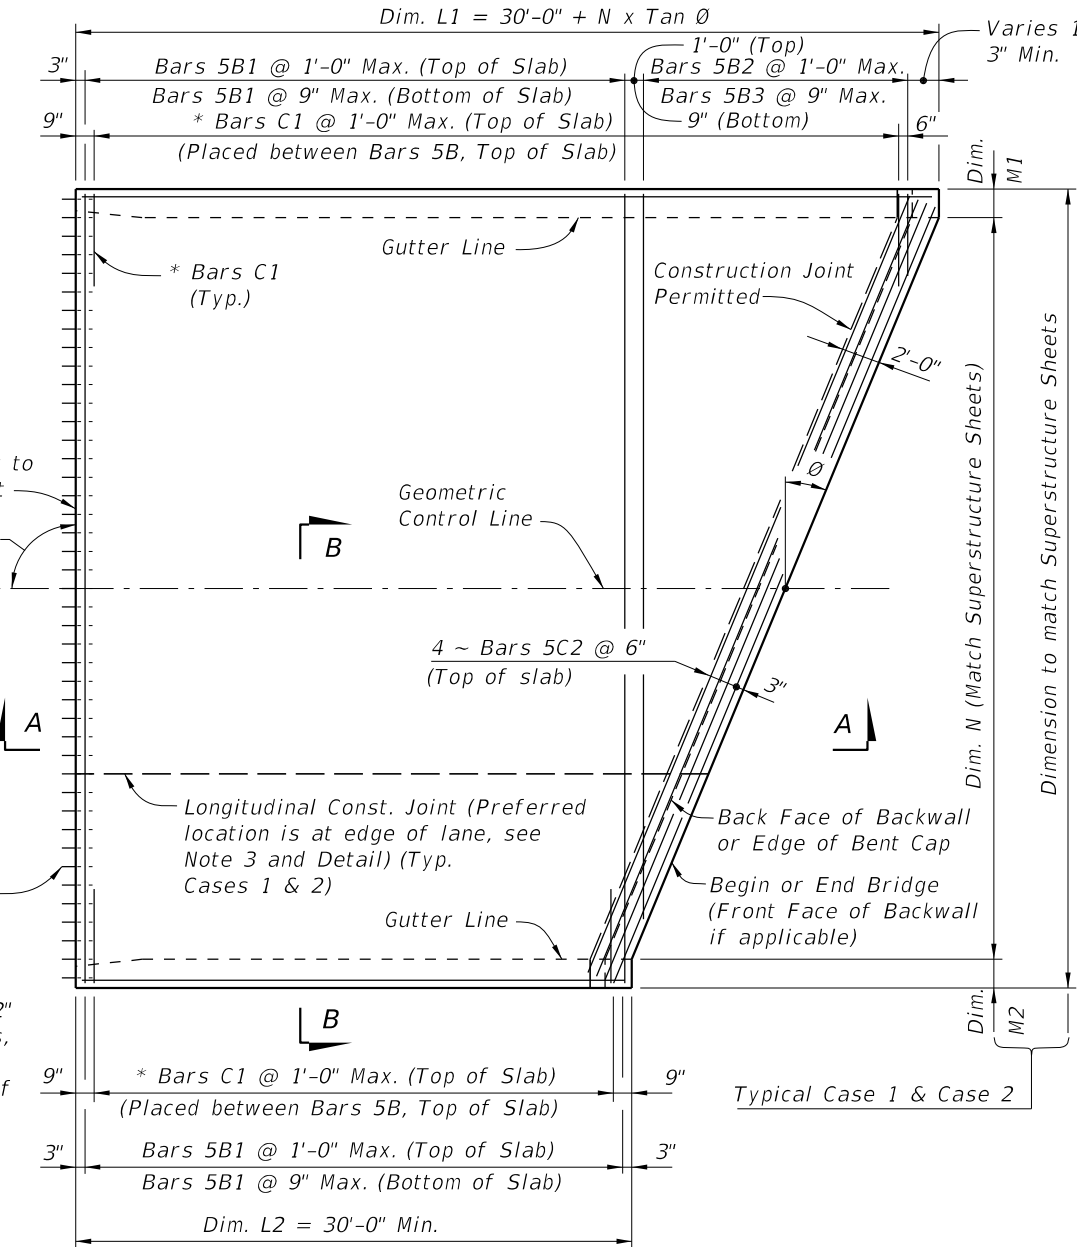 Dim. L1 = 30'-0" + N x Tan Ø
Varies 1
3" Min.
1'-0" (Top)
3"
Bars 5B1 @ 1'-0" Max. (Top of Slab)
Bars 5B2 @ 1'-0" Max.
Bars 5B1 @ 9" Max. (Bottom of Slab)
Bars 5B3 @ 9" Max.
9"
* Bars C1 @ 1'-0" Max. (Top of Slab)
9" (Bottom)
6"
(Placed between Bars 5B, Top of Slab)
Dim.
M1
Gutter Line
* Bars C1
(Typ.)
Construction Joint
Permitted
2'-0"
Dim. N (Match Superstructure Sheets)
Dimension to match Superstructure Sheets
to
Ø
Geometric
Control Line
B
4 ~ Bars 5C2 @ 6"
(Top of slab)
3"
A
A
Longitudinal Const. Joint (Preferred
location is at edge of lane, see
Note 3 and Detail) (Typ.
Cases 1 & 2)
Back Face of Backwall
or Edge of Bent Cap
Begin or End Bridge
(Front Face of Backwall
if applicable)
Gutter Line
Dim.
M2
2"
s,
f
B
9"
* Bars C1 @ 1'-0" Max. (Top of Slab)
9"
(Placed between Bars 5B, Top of Slab)
Typical Case 1 & Case 2
3"
Bars 5B1 @ 1'-0" Max. (Top of Slab)
3"
Bars 5B1 @ 9" Max. (Bottom of Slab)
Dim. L2 = 30'-0" Min.